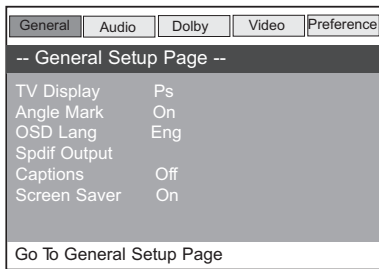 General Audio Dolby Video Preference
-- General Setup Page --
TV Display Ps
Angle Mark On
OSD Lang Eng
Spdif Output
Captions Off
Screen Saver On
Go To General Setup Page